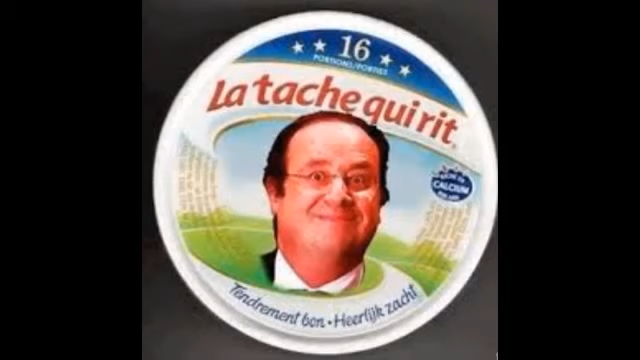 16
PORTIONS/PORTIES
La tache qui rit
CALCIUM
Tendrement bon • Heerlijk zacht